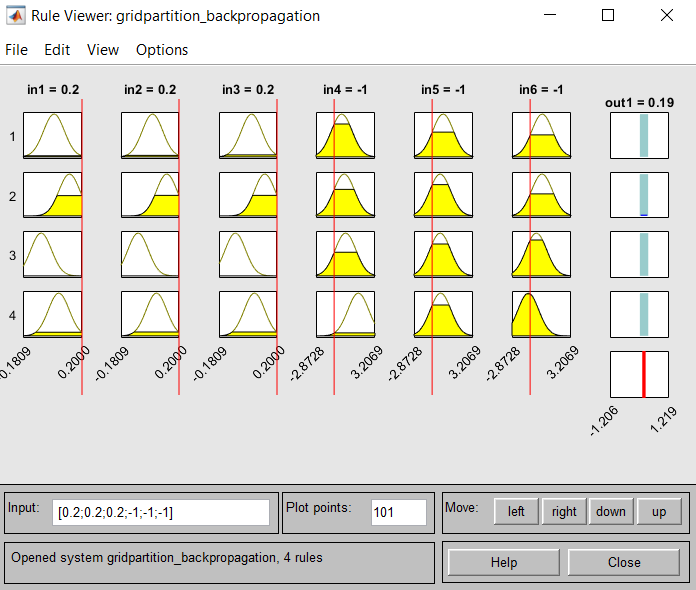 Rule Viewer: gridpartition_backpropagation
File Edit View Options
in1 = 0.2 in2 = 0.2 in3 = 0.2 in4 = -1 in5 = -1 in6 = -1 out1 = 0.19
1
2
3
4
-0.1809 0.2000 -0.1809 0.2000 -0.1809 0.2000 -2.8728 3.2069 -2.8728 3.2069 -2.8728 3.2069
-1.206 1.219
Input: [0.2;0.2;0.2;-1;-1;-1] Plot points: 101 Move: left right down up
Opened system gridpartition_backpropagation, 4 rules Help Close